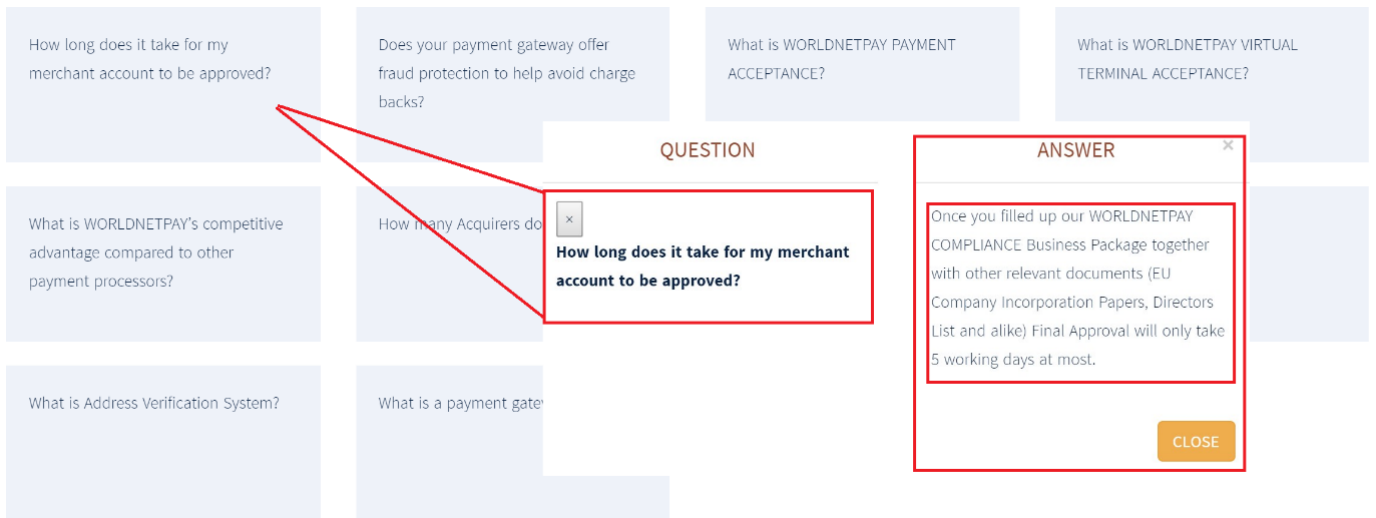 How long does it take for my
merchant account to be approved?
Does your payment gateway offer
fraud protection to help avoid charge
backs?
What is WORLDNETPAY PAYMENT
ACCEPTANCE?
What is WORLDNETPAY VIRTUAL
TERMINAL ACCEPTANCE?
What is WORLDNETPAY's competitive
advantage compared to other
payment processors?
How many Acquirers do
What is Address Verification System?
What is a payment
QUESTION
×
How long does it take for my merchant
account to be approved?
ANSWER
×
Once you filled up our WORLDNETPAY
COMPLIANCE Business Package together
with other relevant documents (EU
Company Incorporation Papers, Directors
List and alike) Final Approval will only take
5 working days at most.
CLOSE